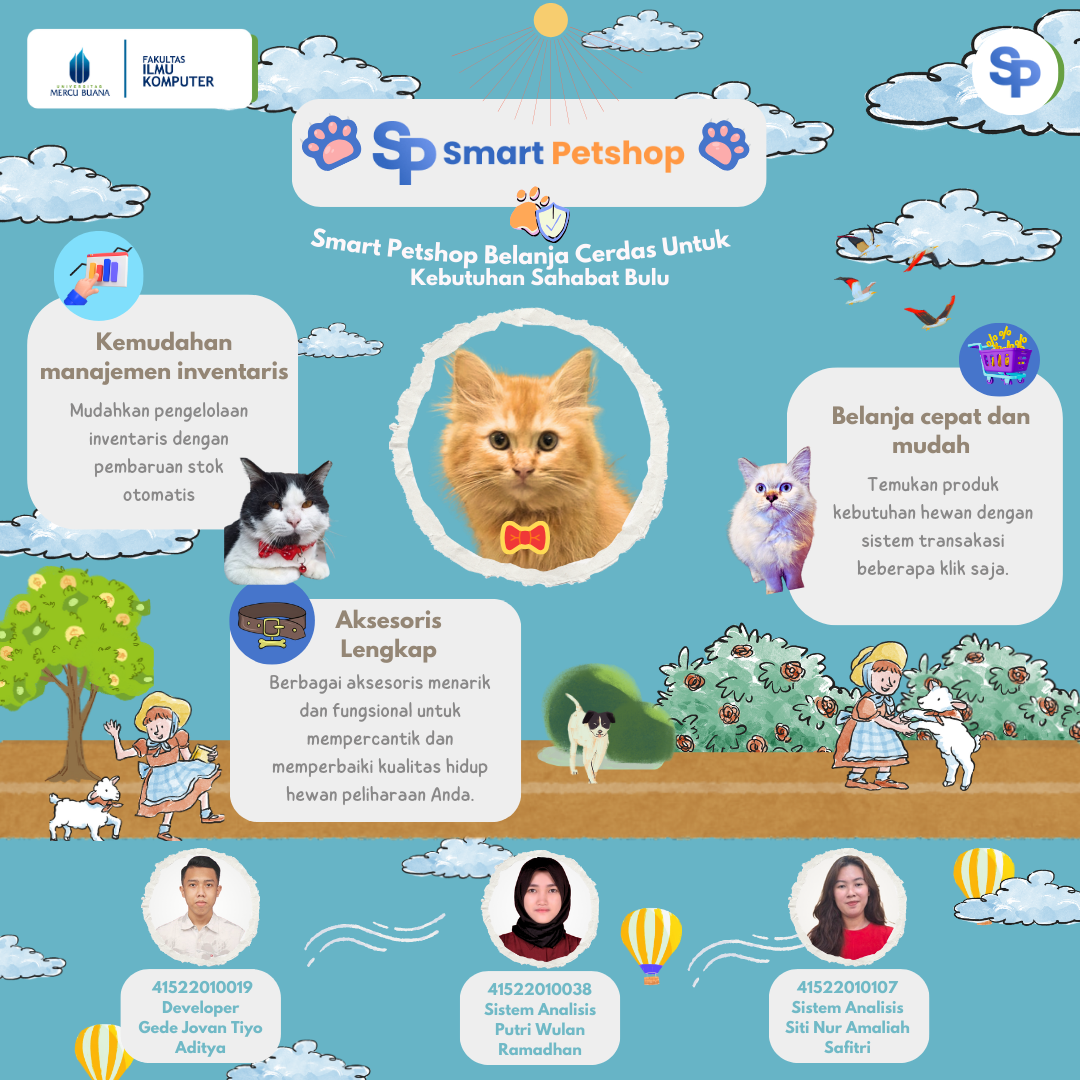 UNIVERSITAS
MERCU BUANA
FAKULTAS
ILMU
KOMPUTER
SP
SP Smart Petshop
Smart Petshop Belanja Cerdas Untuk
Kebutuhan Sahabat Bulu
Kemudahan
manajemen inventaris
Mudahkan pengelolaan
inventaris dengan
pembaruan stok
otomatis
Belanja cepat dan
mudah
Temukan produk
kebutuhan hewan dengan
sistem transakasi
beberapa klik saja.
Aksesoris
Lengkap
Berbagai aksesoris menarik
dan fungsional untuk
mempercantik dan
memperbaiki kualitas hidup
hewan peliharaan Anda.
41522010019
Developer
Gede Jovan Tiyo
Aditya
41522010038
Sistem Analisis
Putri Wulan
Ramadhan
41522010107
Sistem Analisis
Siti Nur Amaliah
Safitri